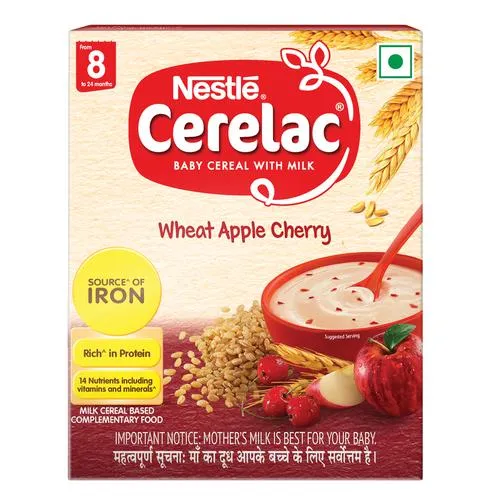 From
8
to 24 months
Nestlé®
Cerelac®
BABY CEREAL WITH MILK
Wheat Apple Cherry
SOURCE^ OF
IRON
Rich^ in Protein
14 Nutrients including
vitamins and minerals^
Suggested Serving
MILK CEREAL BASED
COMPLEMENTARY FOOD
IMPORTANT NOTICE: MOTHER'S MILK IS BEST FOR YOUR BABY.
महत्वपूर्ण सूचना: माँ का दूध आपके बच्चे के लिए सर्वोत्तम है।